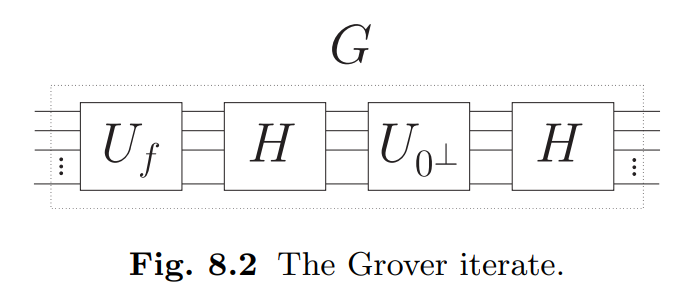 G
U_f H U_{0^⊥} H
⋮ ⋮
Fig. 8.2 The Grover iterate.